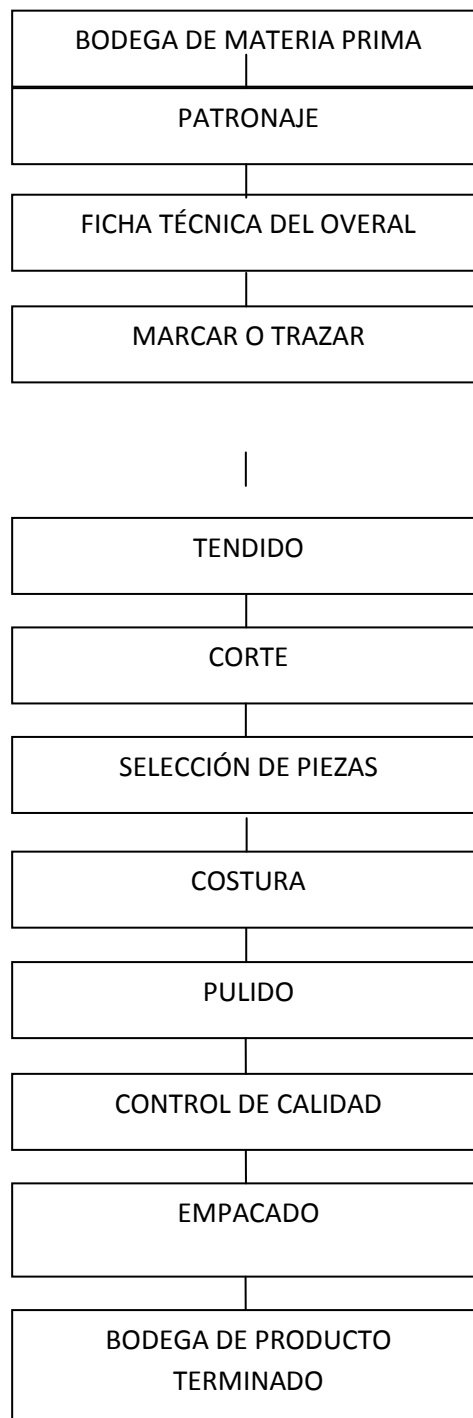 BODEGA DE MATERIA PRIMA
PATRONAJE
FICHA TÉCNICA DEL OVERAL
MARCAR O TRAZAR
TENDIDO
CORTE
SELECCIÓN DE PIEZAS
COSTURA
PULIDO
CONTROL DE CALIDAD
EMPACADO
BODEGA DE PRODUCTO
TERMINADO